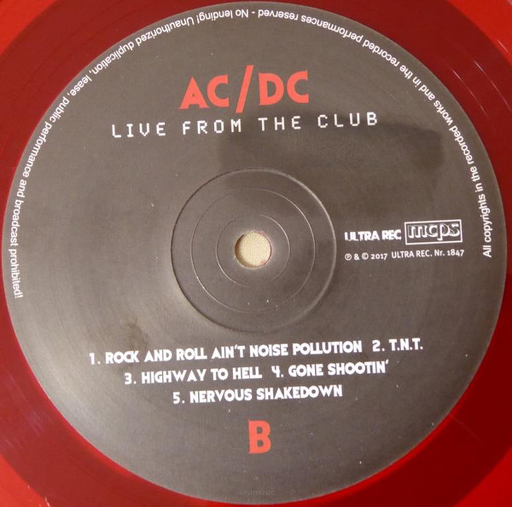 All copyrights in the recorded works and in the recorded performances reserved - No lending! Unauthorized duplication, lease, public performance and broadcast prohibited!
AC/DC
LIVE FROM THE CLUB
ULTRA REC mcps
℗ & © 2017 ULTRA REC. Nr. 1847
1. ROCK AND ROLL AIN'T NOISE POLLUTION 2. T.N.T.
3. HIGHWAY TO HELL 4. GONE SHOOTIN'
5. NERVOUS SHAKEDOWN
B